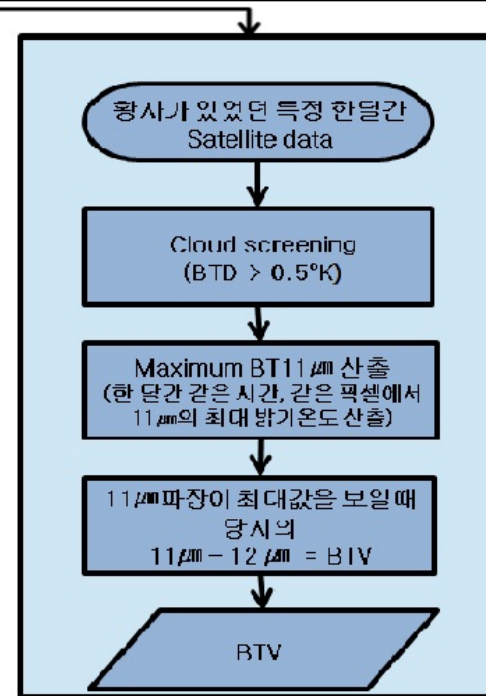 황사가 있었던 특정 한달간
Satellite data
Cloud screening
(BTD > 0.5°K)
Maximum BT11㎛ 산출
(한 달간 같은 시간, 같은 픽셀에서
11㎛의 최대 밝기온도 산출)
11㎛파장이 최대값을 보일때
당시의
11㎛ – 12 ㎛ = BTV
BTV